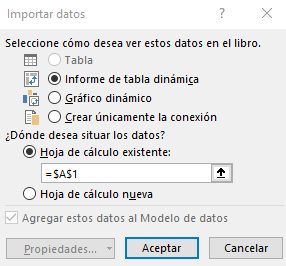 Importar datos
Seleccione cómo desea ver estos datos en el libro.
Tabla
Informe de tabla dinámica
Gráfico dinámico
Crear únicamente la conexión
¿Dónde desea situar los datos?
Hoja de cálculo existente:
=$A$1
Hoja de cálculo nueva
Agregar estos datos al Modelo de datos
Propiedades...
Aceptar
Cancelar